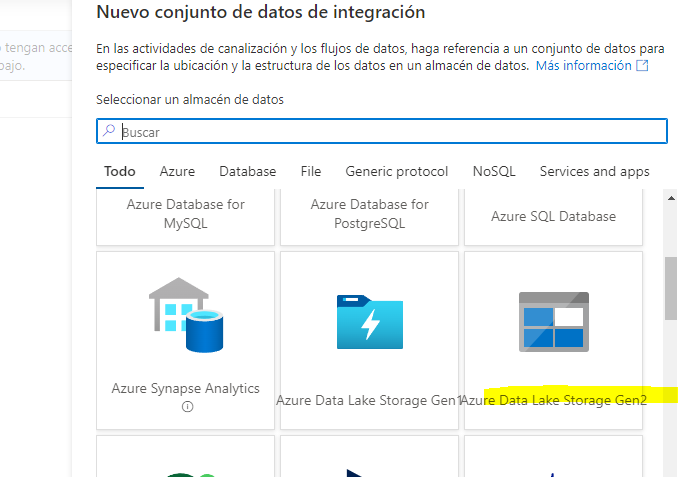 Nuevo conjunto de datos de integración
o tengan acce
bajo.
En las actividades de canalización y los flujos de datos, haga referencia a un conjunto de datos para
especificar la ubicación y la estructura de los datos en un almacén de datos. Más información
Seleccionar un almacén de datos
Buscar
Todo Azure Database File Generic protocol NoSQL Services and apps
Azure Database for
MySQL
Azure Database for
PostgreSQL
Azure SQL Database
Azure Synapse Analytics
Azure Data Lake Storage Gen1
Azure Data Lake Storage Gen2